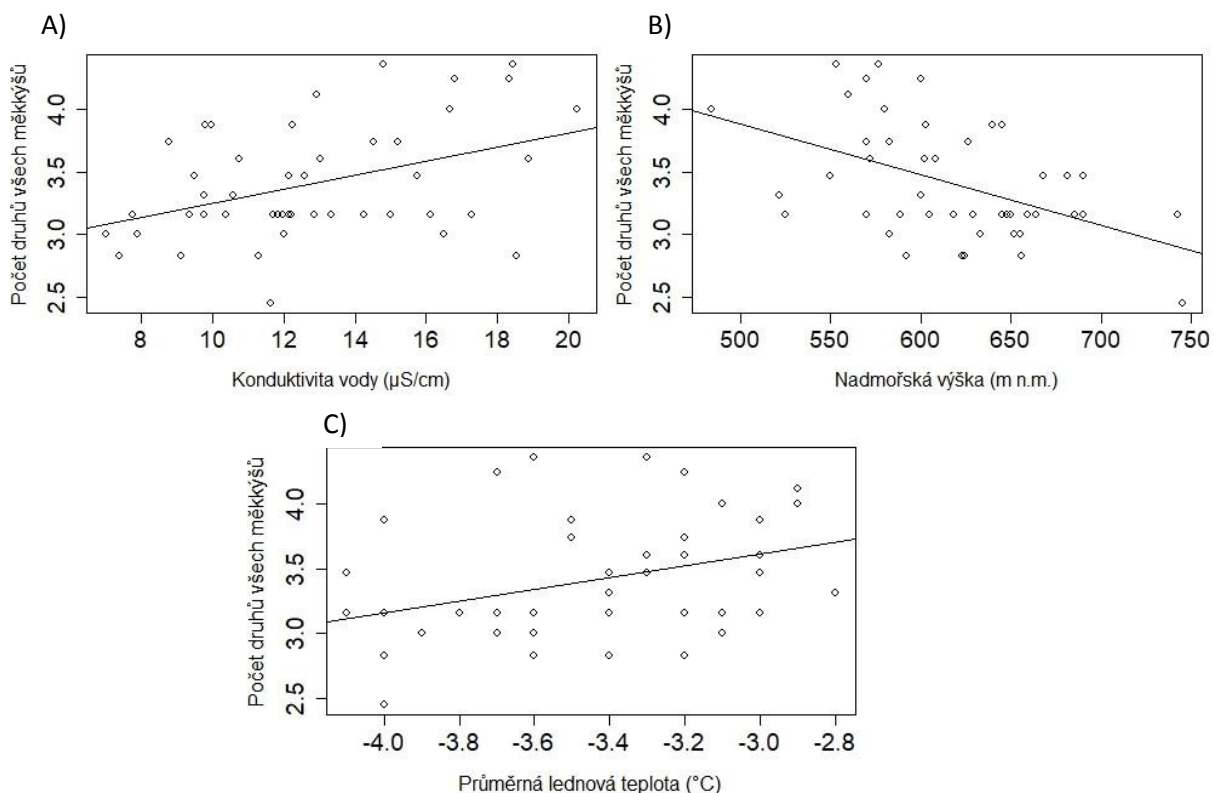 A)
Počet druhů všech měkkýšů
2.5 3.0 3.5 4.0
8 10 12 14 16 18 20
Konduktivita vody (µS/cm)
B)
Počet druhů všech měkkýšů
2.5 3.0 3.5 4.0
500 550 600 650 700 750
Nadmořská výška (m n.m.)
C)
Počet druhů všech měkkýšů
2.5 3.0 3.5 4.0
-4.0 -3.8 -3.6 -3.4 -3.2 -3.0 -2.8
Průměrná lednová teplota (°C)